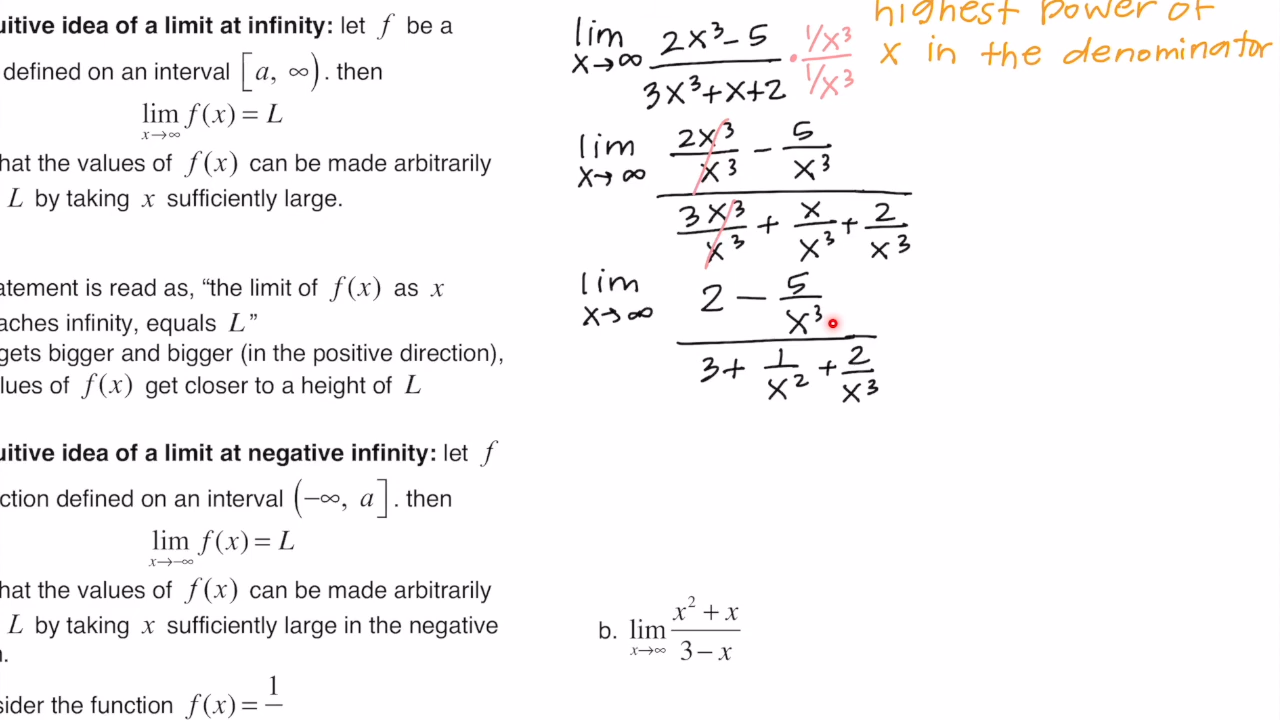 uitive idea of a limit at infinity: let f be a
defined on an interval [a, ∞). then
lim f(x) = L
x→∞
hat the values of f(x) can be made arbitrarily
L by taking x sufficiently large.
atement is read as, “the limit of f(x) as x
aches infinity, equals L”
gets bigger and bigger (in the positive direction),
lues of f(x) get closer to a height of L
uitive idea of a limit at negative infinity: let f
ction defined on an interval (−∞, a]. then
lim f(x) = L
x→−∞
hat the values of f(x) can be made arbitrarily
L by taking x sufficiently large in the negative
n.
sider the function f(x) = 1
highest power of
x in the denominator
lim 2x³ − 5 · 1/x³
x→∞ 3x³ + x + 2 1/x³
lim 2x³/x³ − 5/x³
x→∞
3x³/x³ + x/x³ + 2/x³
lim 2 − 5/x³
x→∞
3 + 1/x² + 2/x³
b. lim x² + x
x→∞ 3 − x